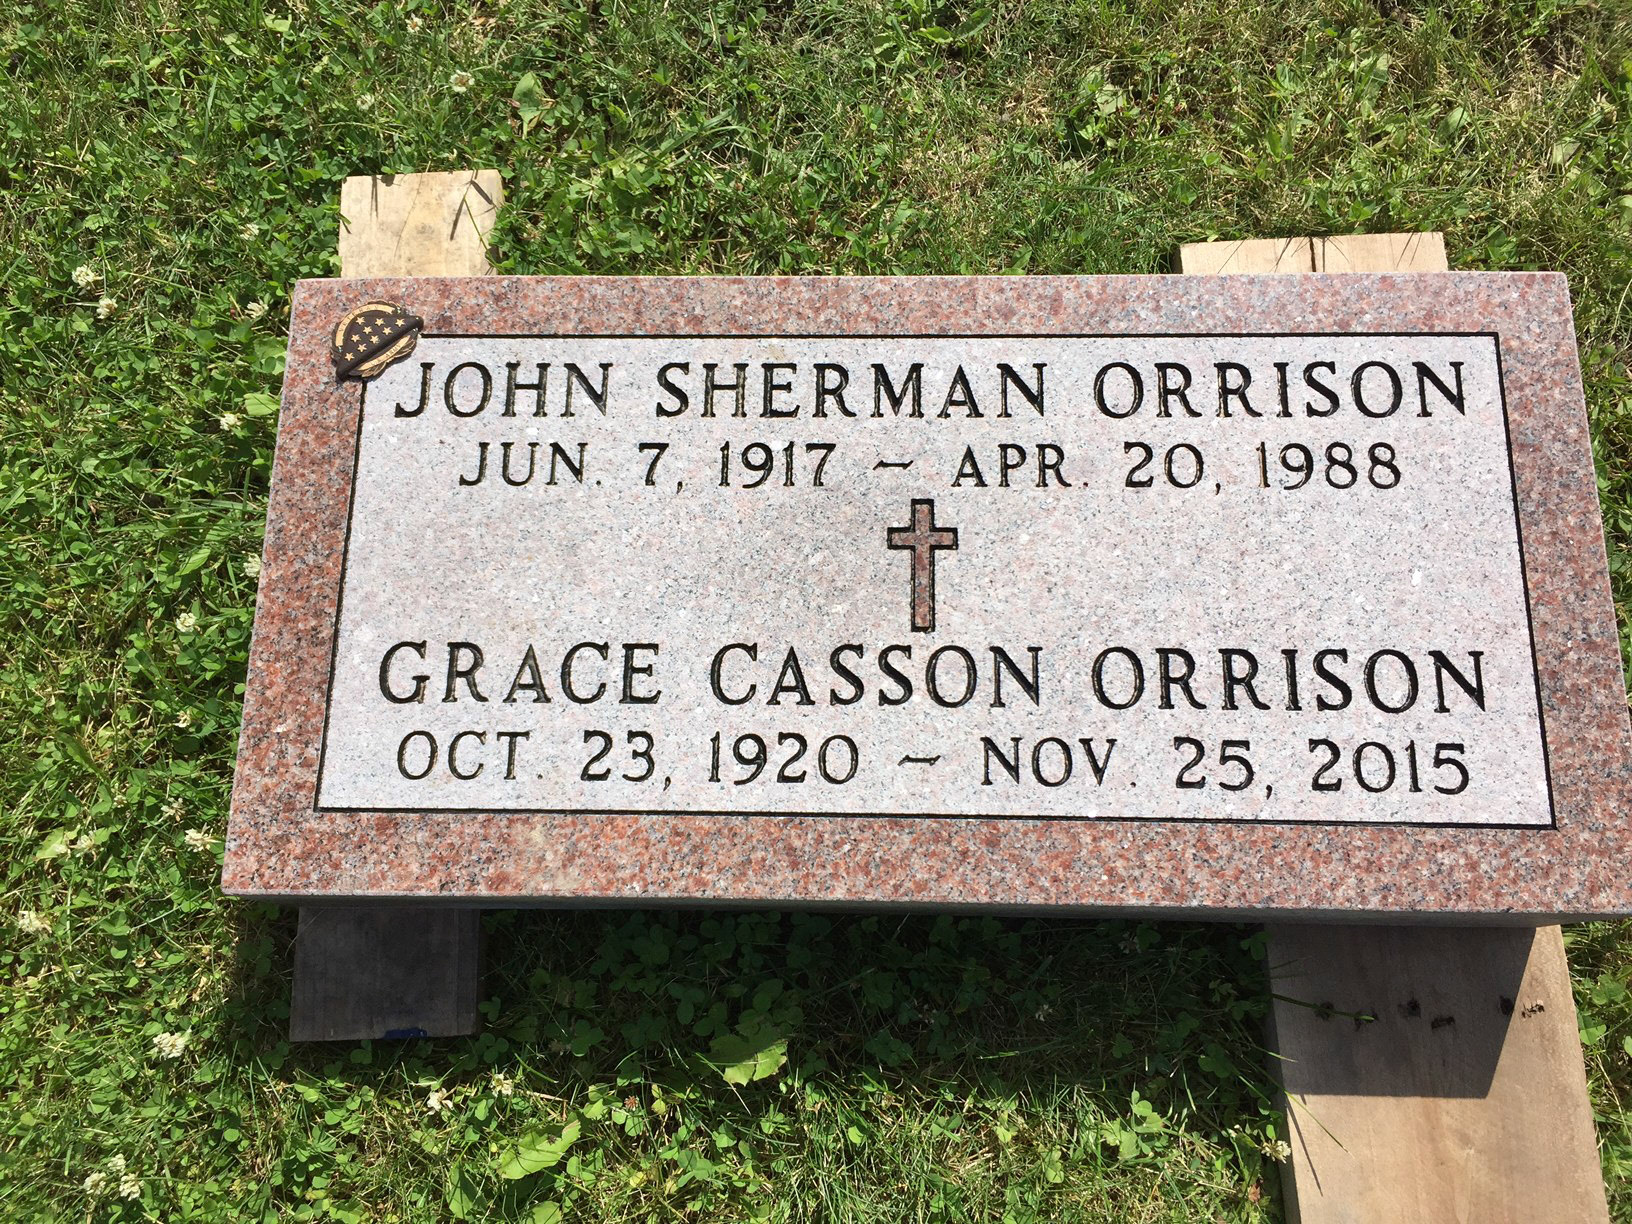 JOHN SHERMAN ORRISON
JUN. 7, 1917 ~ APR. 20, 1988
GRACE CASSON ORRISON
OCT. 23, 1920 ~ NOV. 25, 2015